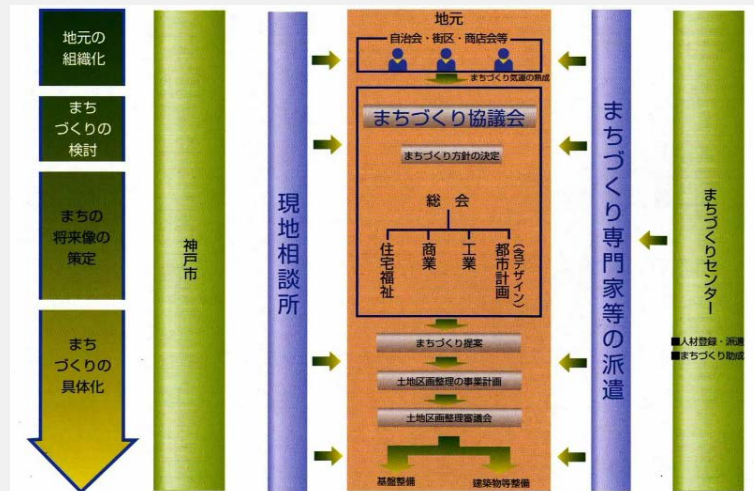 地元の
組織化
まち
づくりの
検討
まちの
将来像の
策定
まち
づくりの
具体化
神戸市
現地相談所
地元
自治会・街区・商店会等
まちづくり気運の熟成
まちづくり協議会
まちづくり方針の決定
総 会
住宅福祉
商業
工業
都市計画
(含デザイン)
まちづくり提案
土地区画整理の事業計画
土地区画整理審議会
基盤整備
建築物等整備
まちづくり専門家等の派遣
まちづくりセンター
■人材登録・派遣
■まちづくり助成